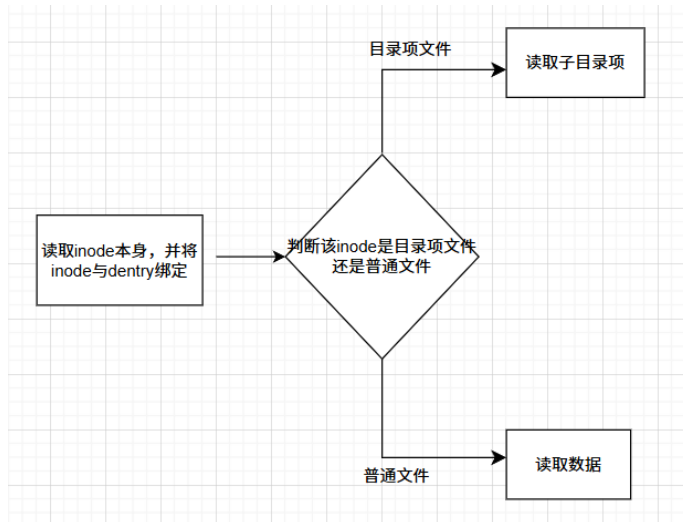 目录项文件
读取子目录项
读取inode本身，并将
inode与dentry绑定
判断该inode是目录项文件
还是普通文件
普通文件
读取数据